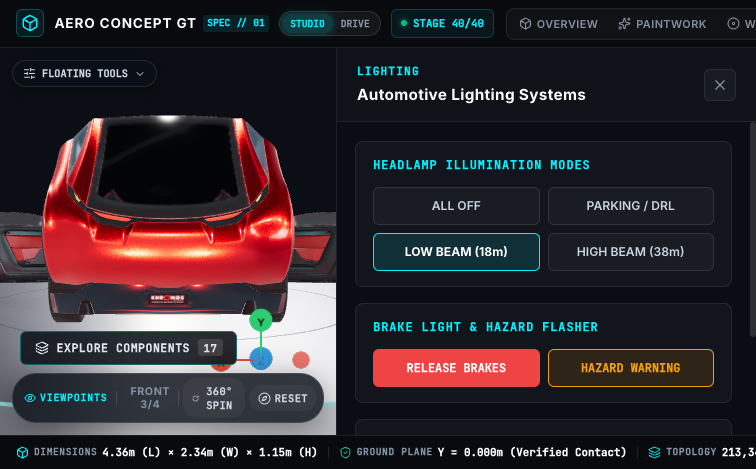 AERO CONCEPT GT SPEC // 01 STUDIO DRIVE STAGE 40/40 OVERVIEW PAINTWORK
FLOATING TOOLS
LIGHTING
Automotive Lighting Systems
HEADLAMP ILLUMINATION MODES
ALL OFF PARKING / DRL
LOW BEAM (18m) HIGH BEAM (38m)
BRAKE LIGHT & HAZARD FLASHER
RELEASE BRAKES HAZARD WARNING
Y
EXPLORE COMPONENTS 17
VIEWPOINTS
FRONT
3/4
360°
SPIN
RESET
DIMENSIONS 4.36m (L) × 2.34m (W) × 1.15m (H) GROUND PLANE Y = 0.000m (Verified Contact) TOPOLOGY 213,